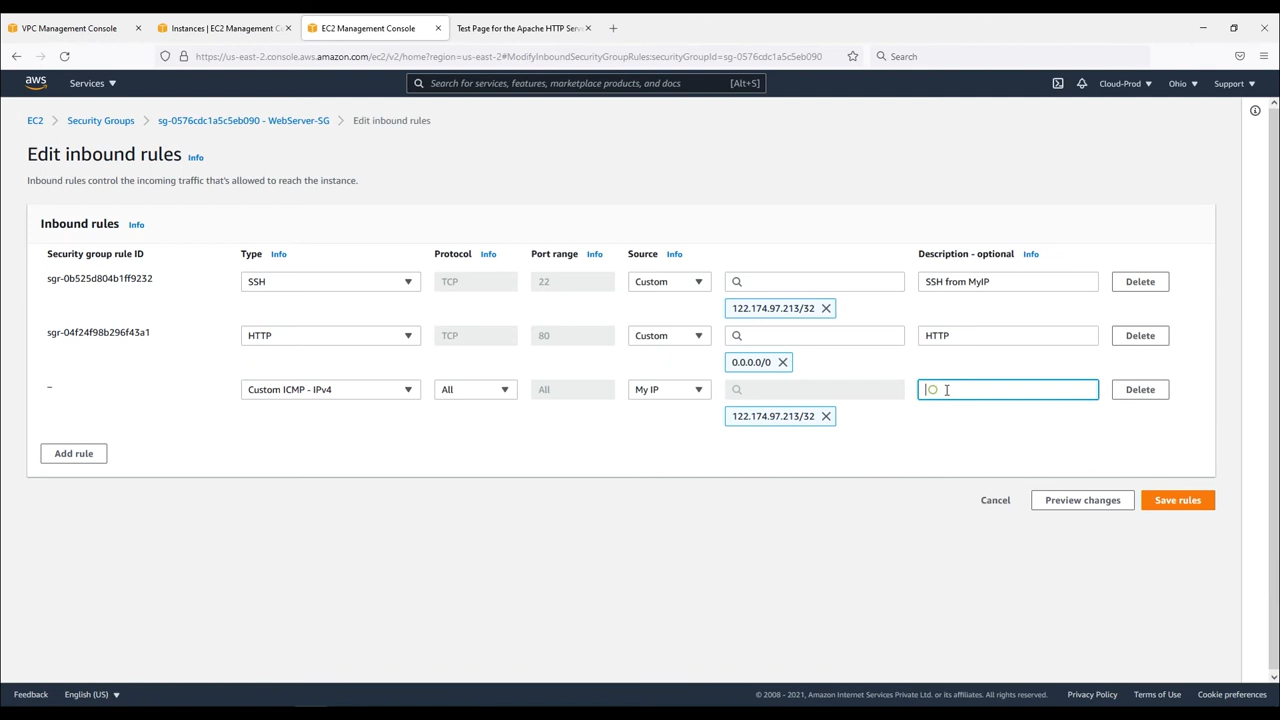 VPC Management Console
Instances | EC2 Management C
EC2 Management Console
Test Page for the Apache HTTP Serv
https://us-east-2.console.aws.amazon.com/ec2/v2/home?region=us-east-2#ModifyInboundSecurityGroupRules:securityGroupId=sg-0576cdc1a5c5eb090
Search
aws
Services
Search for services, features, marketplace products, and docs
[Alt+S]
Cloud-Prod
Ohio
Support
EC2
Security Groups
sg-0576cdc1a5c5eb090 - WebServer-SG
Edit inbound rules
Edit inbound rules Info
Inbound rules control the incoming traffic that's allowed to reach the instance.
Inbound rules Info
Security group rule ID
Type Info
Protocol Info
Port range Info
Source Info
Description - optional Info
sgr-0b525d804b1ff9232
SSH
TCP
22
Custom
SSH from MyIP
Delete
122.174.97.213/32
sgr-04f24f98b296f43a1
HTTP
TCP
80
Custom
HTTP
Delete
0.0.0.0/0
–
Custom ICMP - IPv4
All
All
My IP
Delete
122.174.97.213/32
Add rule
Cancel
Preview changes
Save rules
Feedback
English (US)
© 2008 - 2021, Amazon Internet Services Private Ltd. or its affiliates. All rights reserved.
Privacy Policy
Terms of Use
Cookie preferences